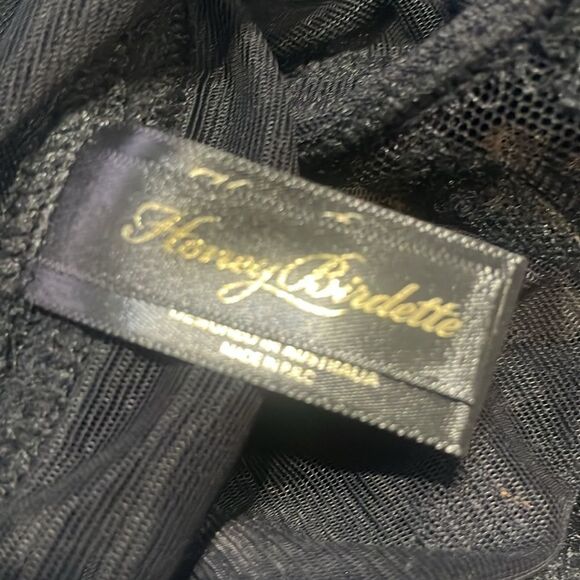 Honey Birdette
DESIGNED IN AUSTRALIA
MADE IN P.R.C